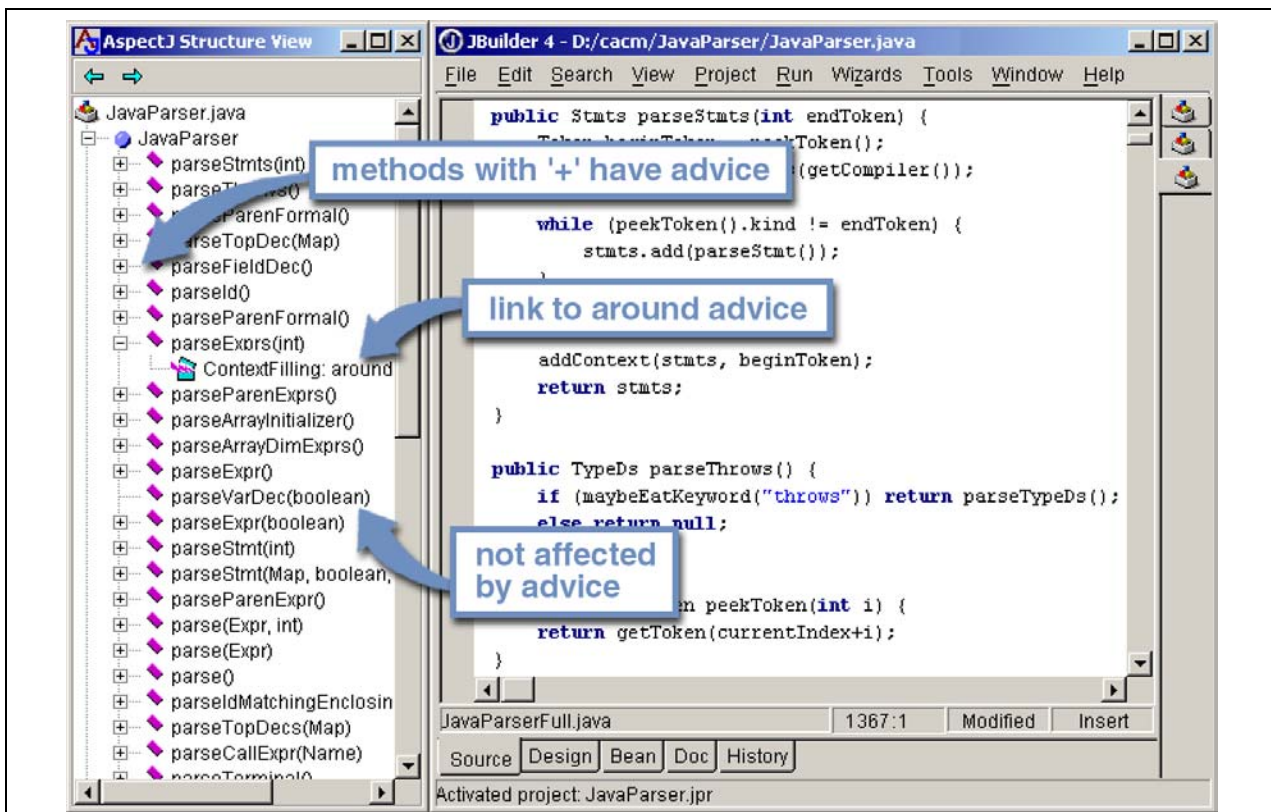 AspectJ Structure View
JavaParser.java
JavaParser
parseStmts(int)
parseParenFormal()
parseTopDec(Map)
parseFieldDec()
parseId()
parseParenFormal()
parseExprs(int)
ContextFilling: around
parseParenExprs()
parseArrayInitializer()
parseArrayDimExprs()
parseExpr()
parseVarDec(boolean)
parseExpr(boolean)
parseStmt(int)
parseStmt(Map, boolean,
parseParenExpr()
parse(Expr, int)
parse(Expr)
parse()
parseIdMatchingEnclosin
parseTopDecs(Map)
parseCallExpr(Name)
parseTerminal()
methods with '+' have advice
link to around advice
not affected
by advice
JBuilder 4 - D:/cacm/JavaParser/JavaParser.java
File Edit Search View Project Run Wizards Tools Window Help
public Stmts parseStmts(int endToken) {
Token beginToken peekToken();
(getCompiler());
while (peekToken().kind != endToken) {
stmts.add(parseStmt());
}
addContext(stmts, beginToken);
return stmts;
}
public TypeDs parseThrows() {
if (maybeEatKeyword("throws")) return parseTypeDs();
else return null;
peekToken(int i) {
return getToken(currentIndex+i);
}
JavaParserFull.java 1367:1 Modified Insert
Source Design Bean Doc History
Activated project: JavaParser.jpr